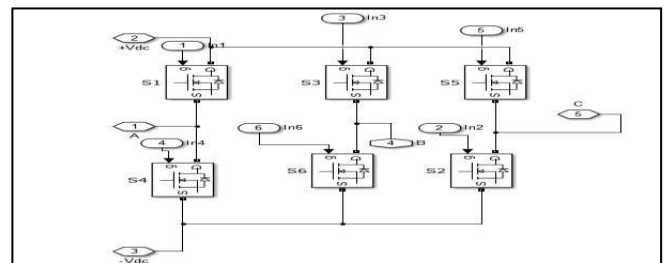 3 In3
2 +Vdc
1 In1
5 In5
S1 g D S
S3 g D S
S5 g D S
1 A
4 In4
6 In6
4 B
2 In2
C 5
S4 g D S
S6 g D S
S2 g D S
3 -Vdc